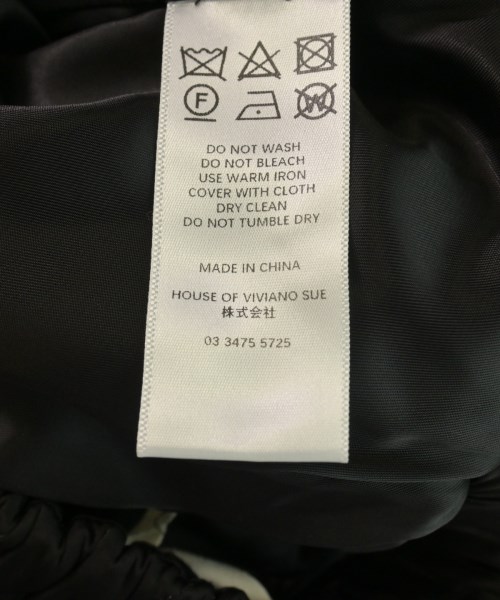 F
W
DO NOT WASH
DO NOT BLEACH
USE WARM IRON
COVER WITH CLOTH
DRY CLEAN
DO NOT TUMBLE DRY
MADE IN CHINA
HOUSE OF VIVIANO SUE
株式会社
03 3475 5725